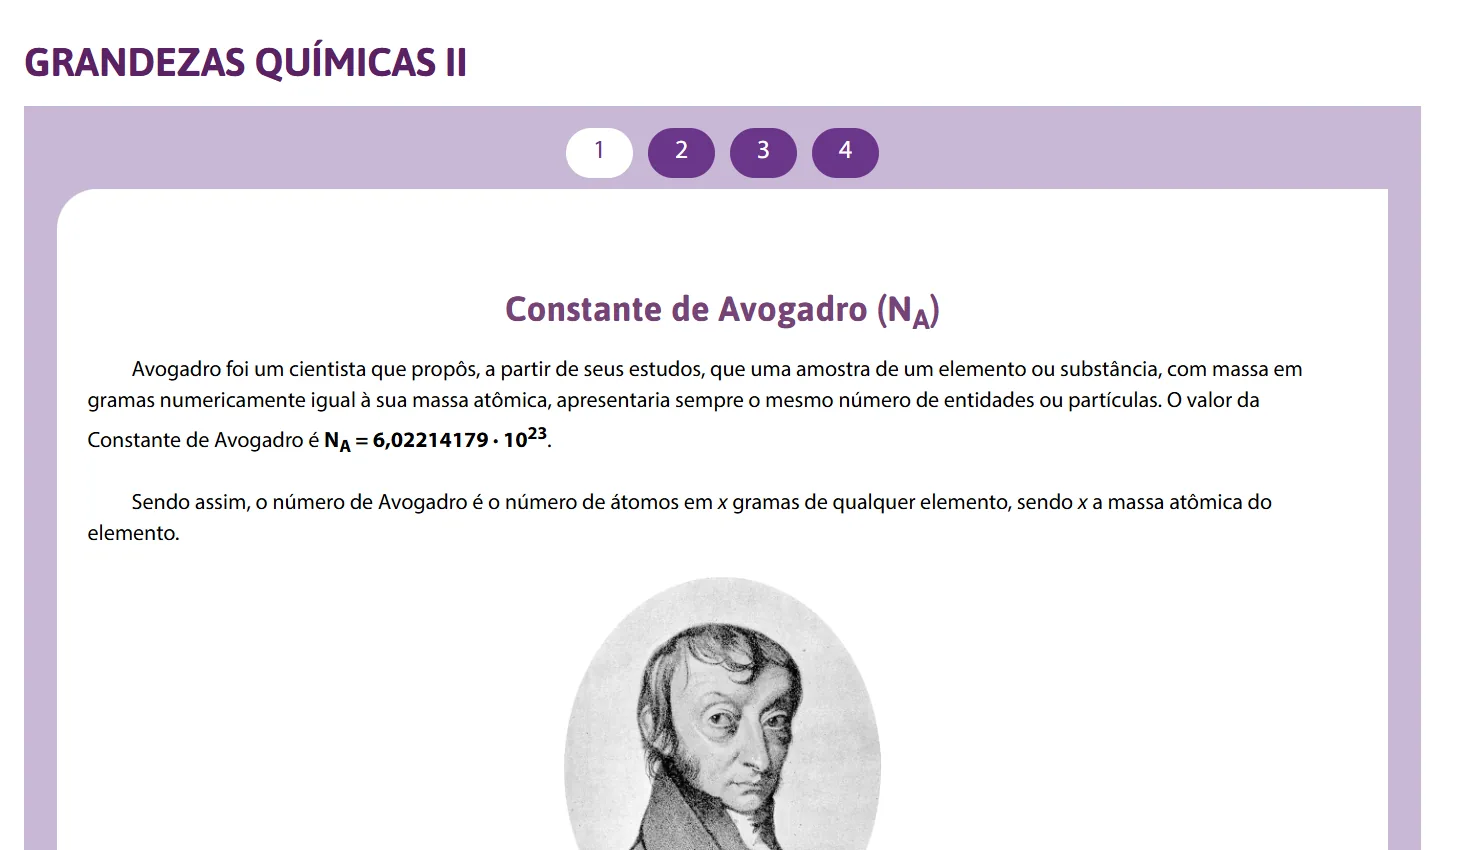 GRANDEZAS QUÍMICAS II
1 2 3 4
Constante de Avogadro (N_A)
Avogadro foi um cientista que propôs, a partir de seus estudos, que uma amostra de um elemento ou substância, com massa em
gramas numericamente igual à sua massa atômica, apresentaria sempre o mesmo número de entidades ou partículas. O valor da
Constante de Avogadro é N_A = 6,02214179 · 10^23.
Sendo assim, o número de Avogadro é o número de átomos em x gramas de qualquer elemento, sendo x a massa atômica do
elemento.